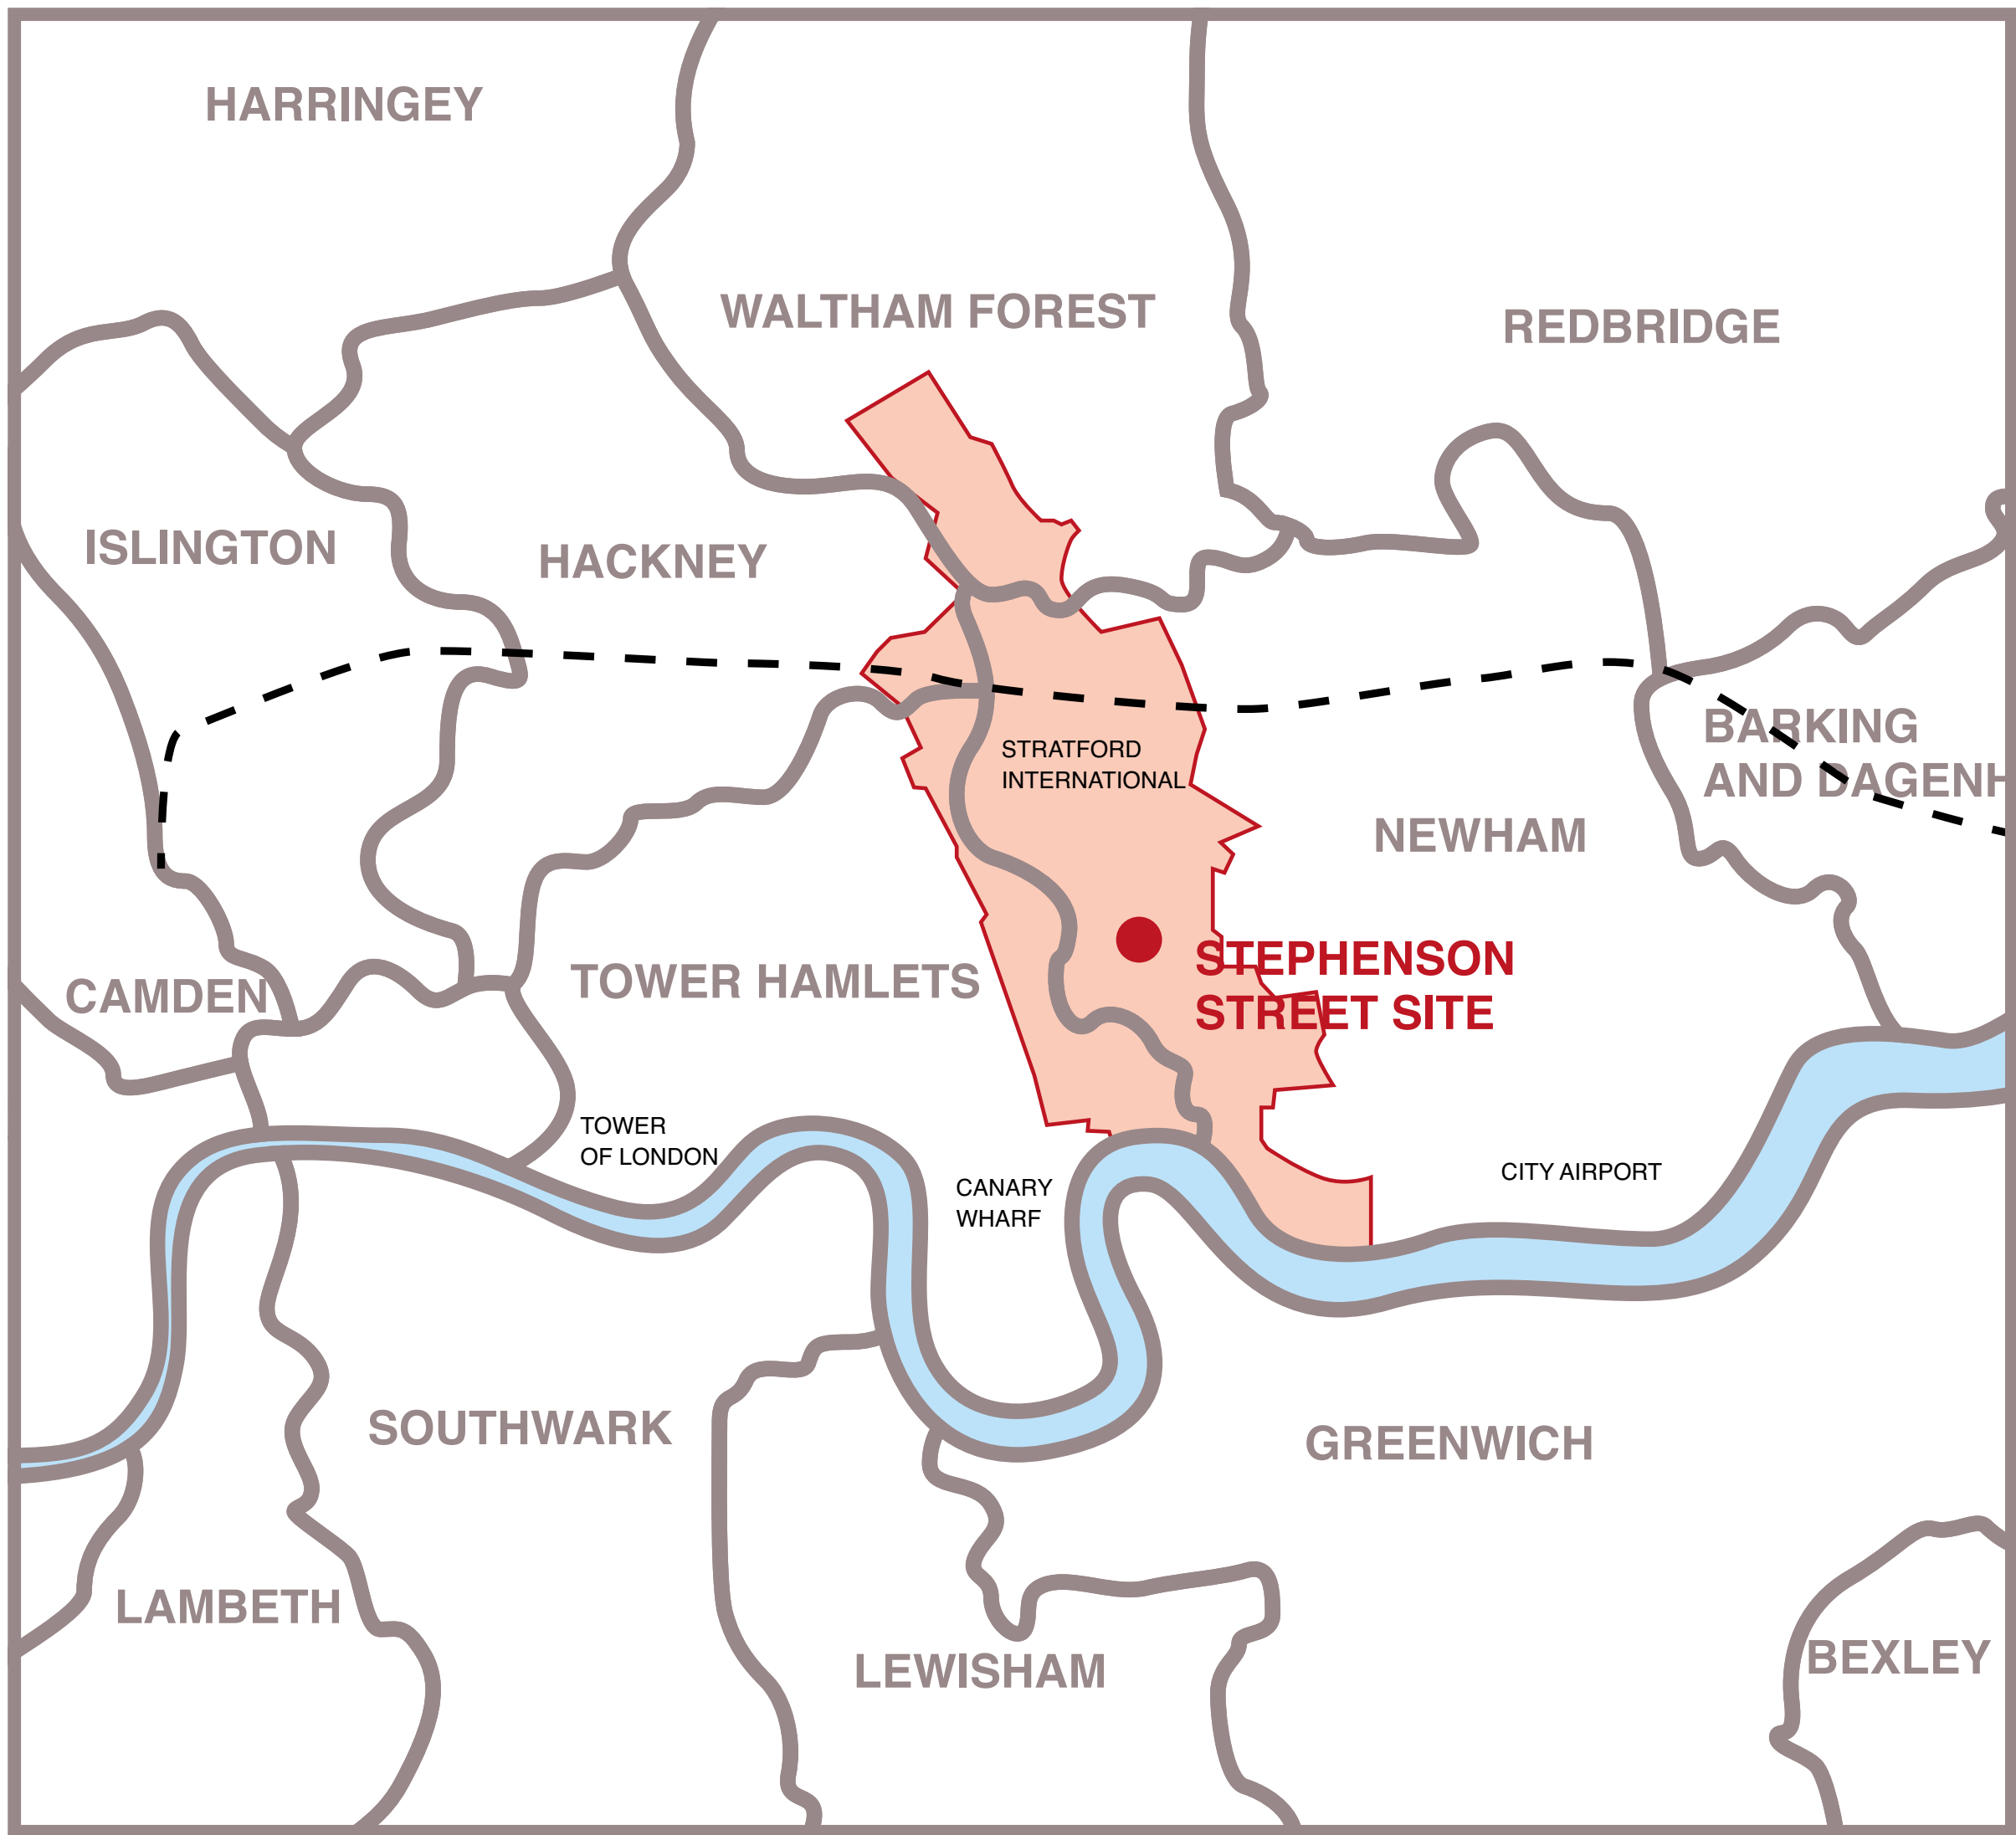 HARRINGEY
WALTHAM FOREST
REDBRIDGE
ISLINGTON
HACKNEY
BARKING
AND DAGENH
STRATFORD
INTERNATIONAL
NEWHAM
CAMDEN
TOWER HAMLETS
STEPHENSON
STREET SITE
TOWER
OF LONDON
CANARY
WHARF
CITY AIRPORT
SOUTHWARK
GREENWICH
LAMBETH
LEWISHAM
BEXLEY